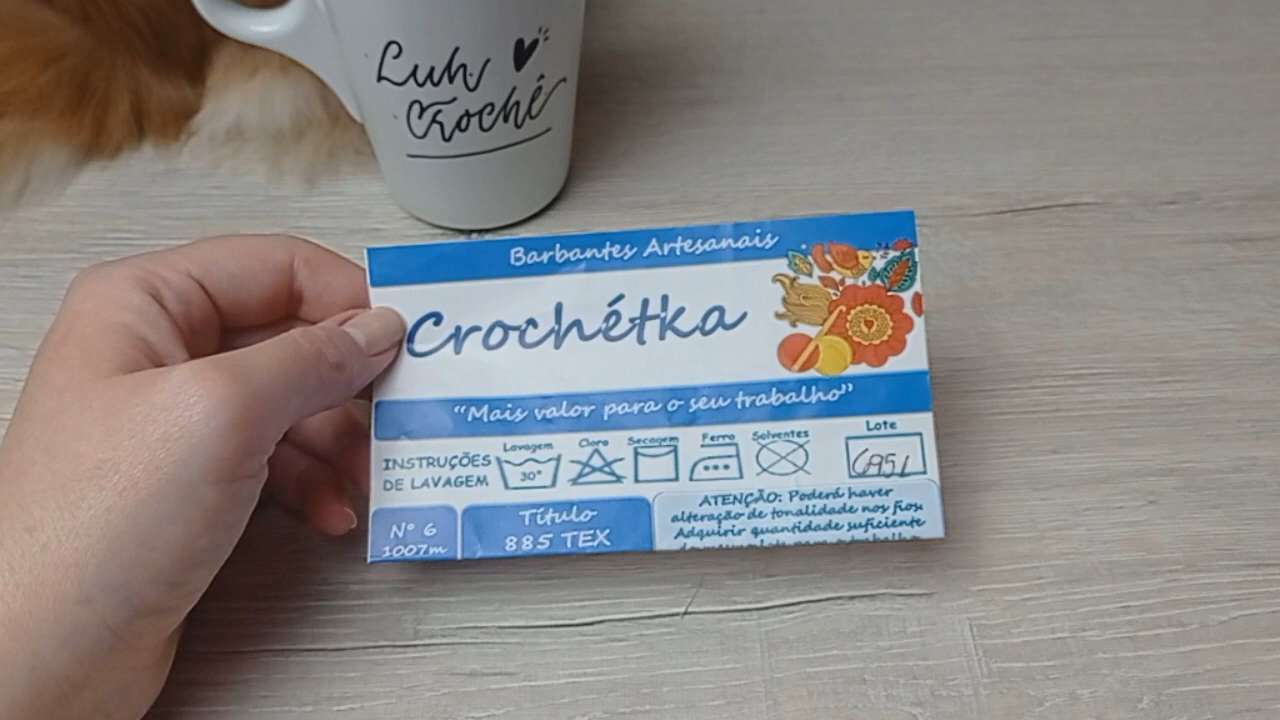 Luh
Croché
Barbantes Artesanais
Crochétka
"Mais valor para o seu trabalho"
INSTRUÇÕES
DE LAVAGEM
Lavagem
30°
Cloro
Secagem
Ferro
Solventes
Lote
6951
Nº 6
1007m
Título
885 TEX
ATENÇÃO: Poderá haver
alteração de tonalidade nos fios.
Adquirir quantidade suficiente